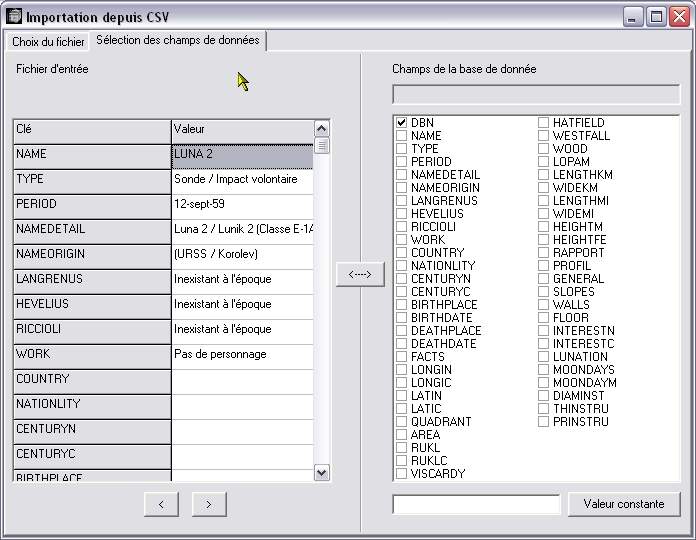 Importation depuis CSV
Choix du fichier
Sélection des champs de données
Fichier d'entrée
Clé Valeur
NAME LUNA 2
TYPE Sonde / Impact volontaire
PERIOD 12-sept-59
NAMEDETAIL Luna 2 / Lunik 2 (Classe E-1A
NAMEORIGIN (URSS / Korolev)
LANGRENUS Inexistant à l'époque
HEVELIUS Inexistant à l'époque
RICCIOLI Inexistant à l'époque
WORK Pas de personnage
COUNTRY
NATIONLITY
CENTURYN
CENTURYC
BIRTHPLACE
<
>
<---->
Champs de la base de donnée
DBN
NAME
TYPE
PERIOD
NAMEDETAIL
NAMEORIGIN
LANGRENUS
HEVELIUS
RICCIOLI
WORK
COUNTRY
NATIONLITY
CENTURYN
CENTURYC
BIRTHPLACE
BIRTHDATE
DEATHPLACE
DEATHDATE
FACTS
LONGIN
LONGIC
LATIN
LATIC
QUADRANT
AREA
RUKL
RUKLC
VISCARDY
HATFIELD
WESTFALL
WOOD
LOPAM
LENGTHKM
WIDEKM
LENGTHMI
WIDEMI
HEIGHTM
HEIGHTFE
RAPPORT
PROFIL
GENERAL
SLOPES
WALLS
FLOOR
INTERESTN
INTERESTC
LUNATION
MOONDAYS
MOONDAYM
DIAMINST
THINSTRU
PRINSTRU
Valeur constante